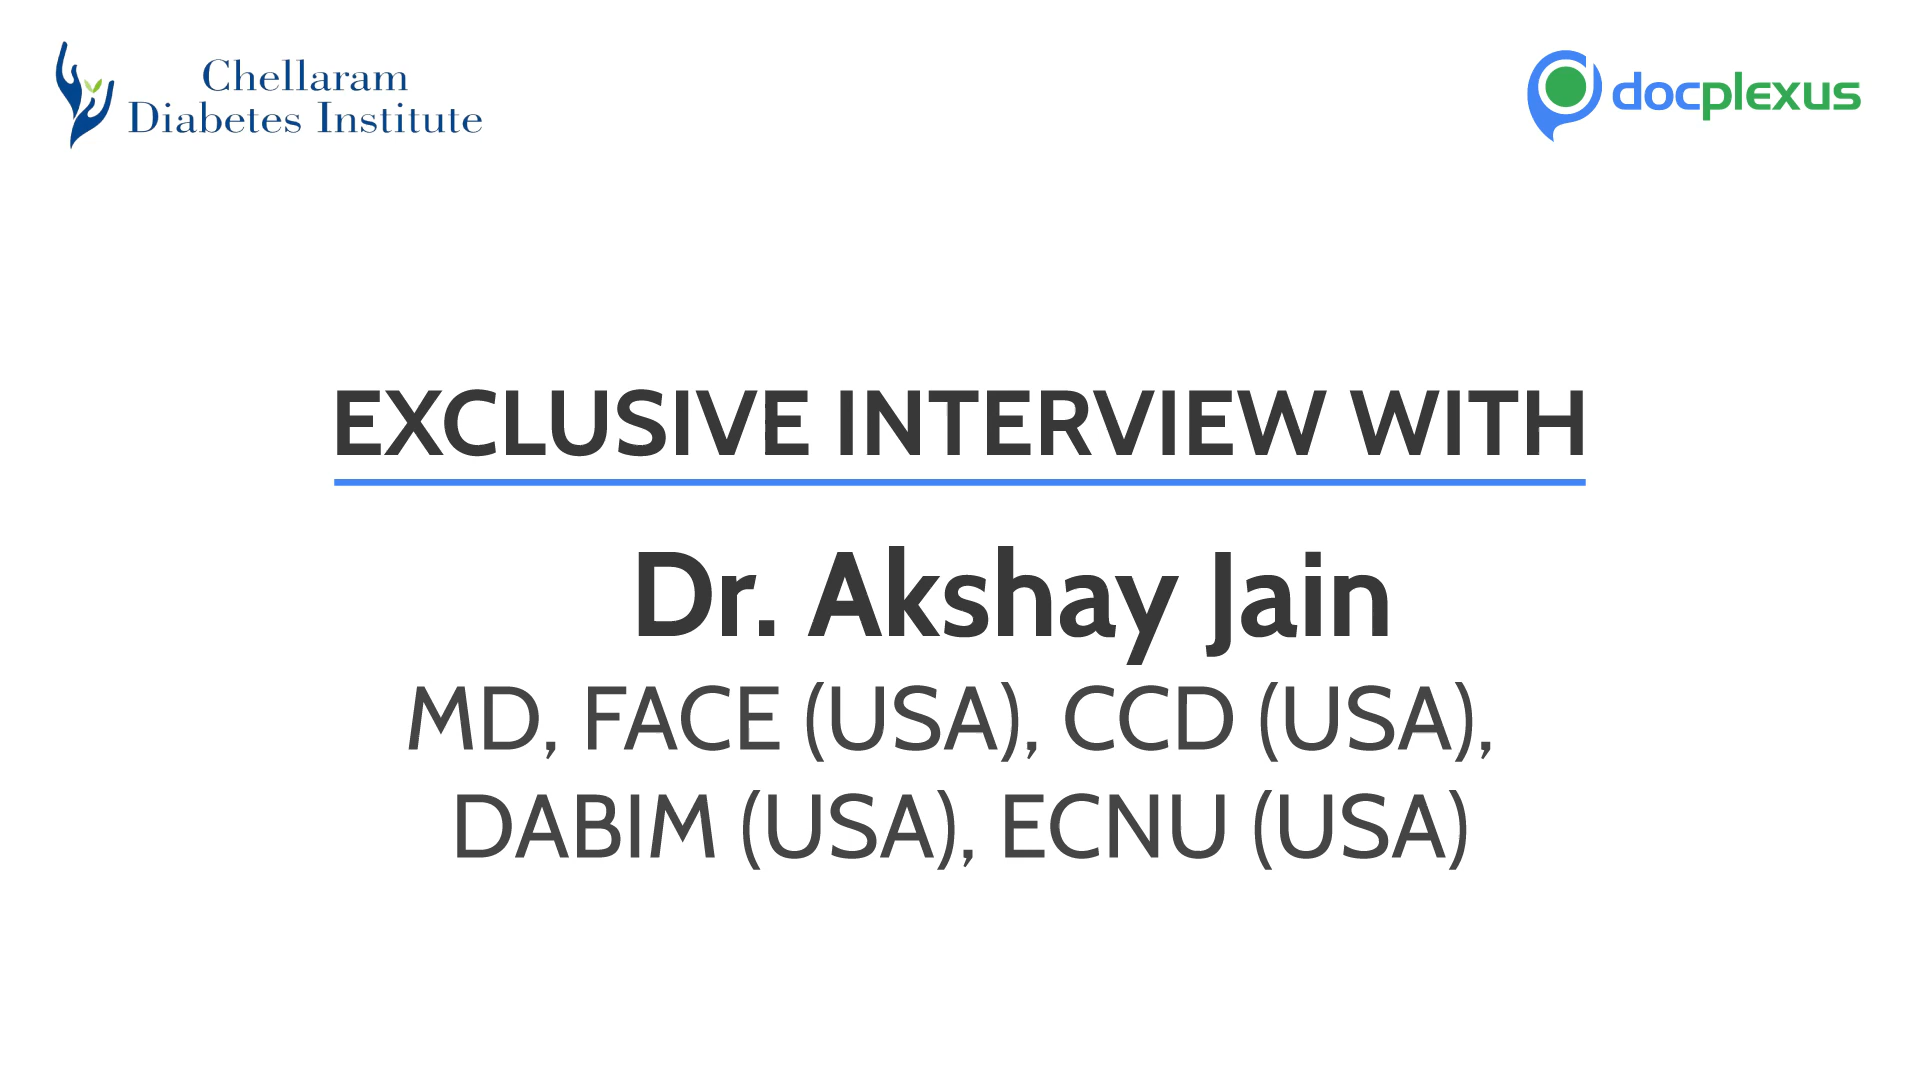 Chellaram
Diabetes Institute
docplexus
EXCLUSIVE INTERVIEW WITH
Dr. Akshay Jain
MD, FACE (USA), CCD (USA),
DABIM (USA), ECNU (USA)